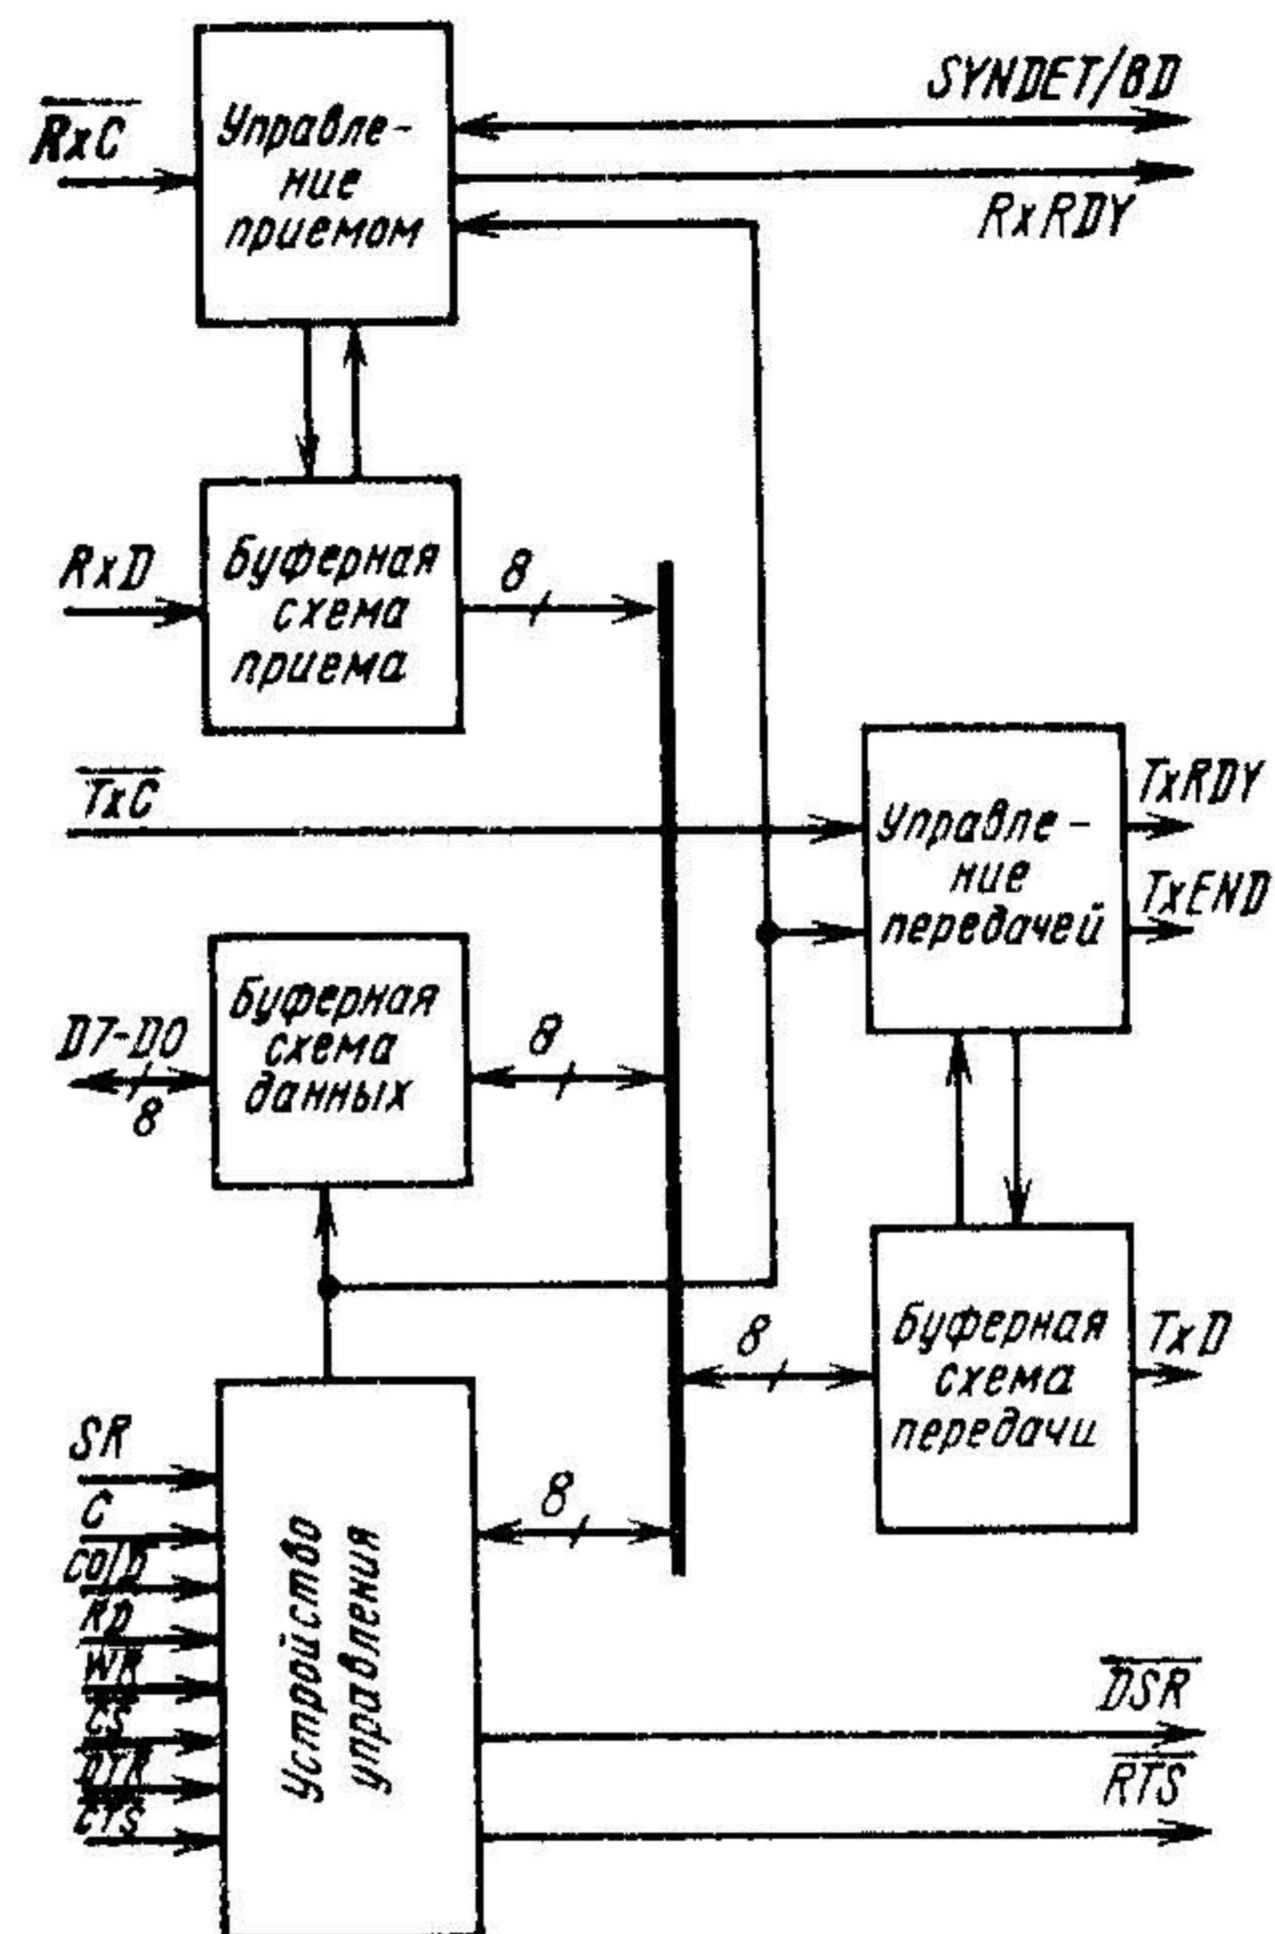 SYNDET/BD
RxC
Управле-
ние
приемом
RxRDY
RxD
Буферная
схема
приема
8
TxC
Управле-
ние
передачей
TxRDY
TxEND
Буферная
схема
данных
D7-D0
8
8
Буферная
схема
передачи
8
TxD
SR
C
CO/D
RD
WR
CS
DTR
CTS
Устройство
управления
8
DSR
RTS